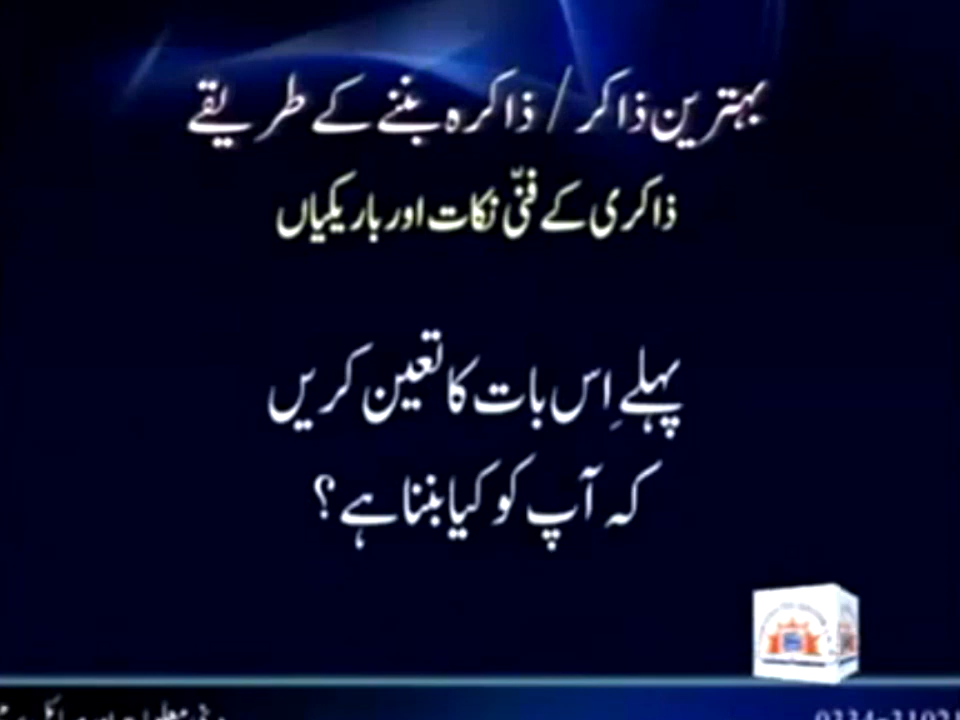 بہترین ذاکر / ذاکرہ بننے کے طریقے
ذاکری کے فنّی نکات اور باریکیاں
پہلے اِس بات کا تعین کریں
کہ آپ کو کیا بننا ہے؟